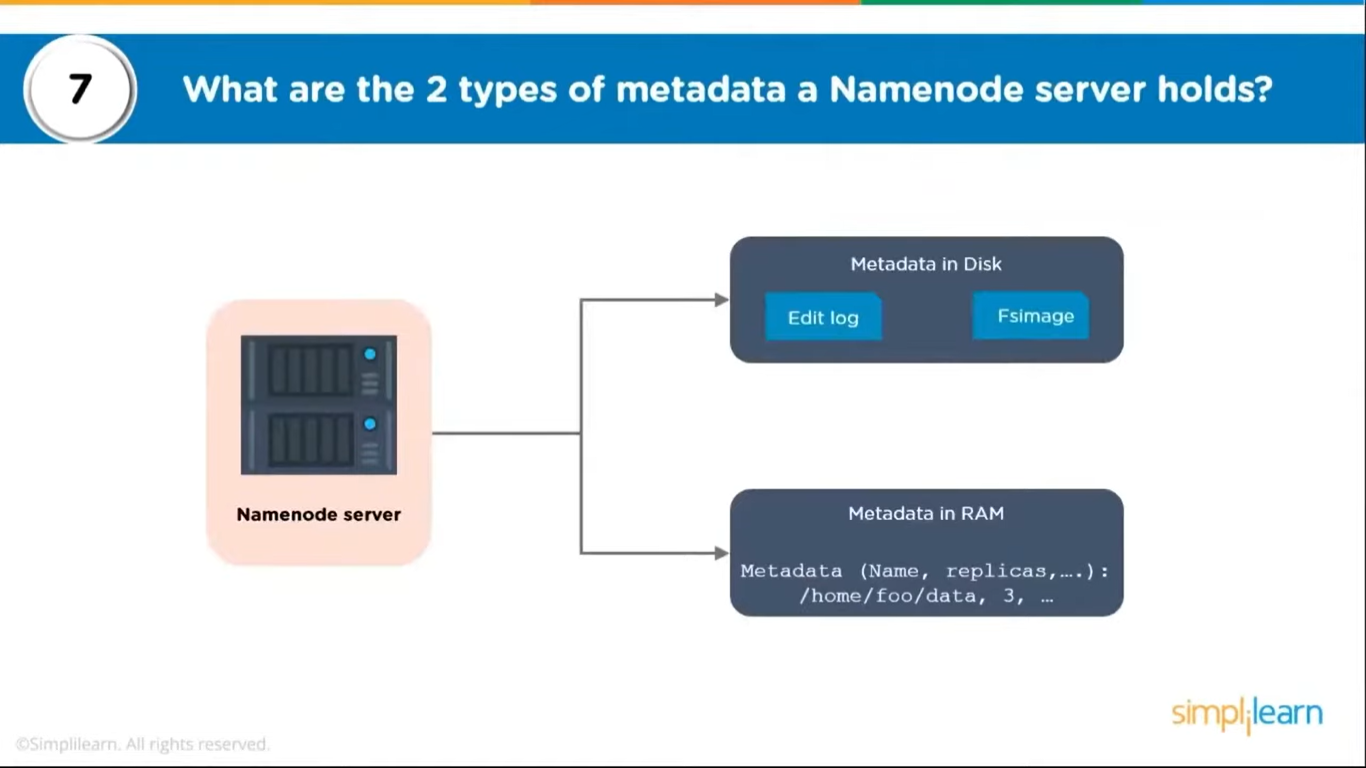 7
What are the 2 types of metadata a Namenode server holds?
Metadata in Disk
Edit log
Fsimage
Namenode server
Metadata in RAM
Metadata (Name, replicas,….):
/home/foo/data, 3, …
simplilearn
©Simplilearn. All rights reserved.